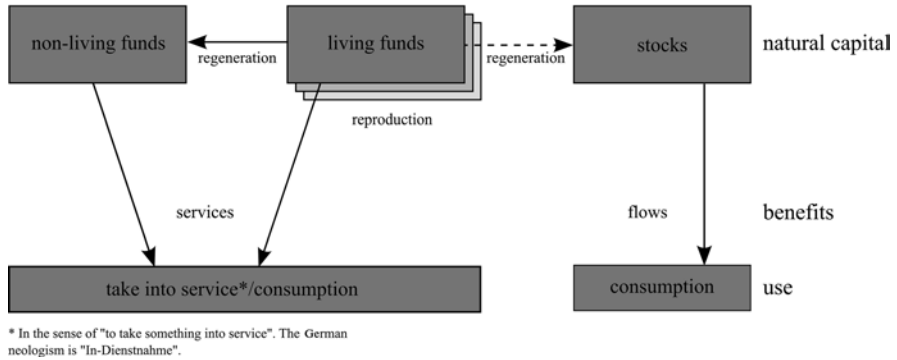 non-living funds
living funds
stocks
natural capital
regeneration
regeneration
reproduction
services
flows
benefits
take into service*/consumption
consumption
use
* In the sense of "to take something into service". The German
neologism is "In-Dienstnahme".